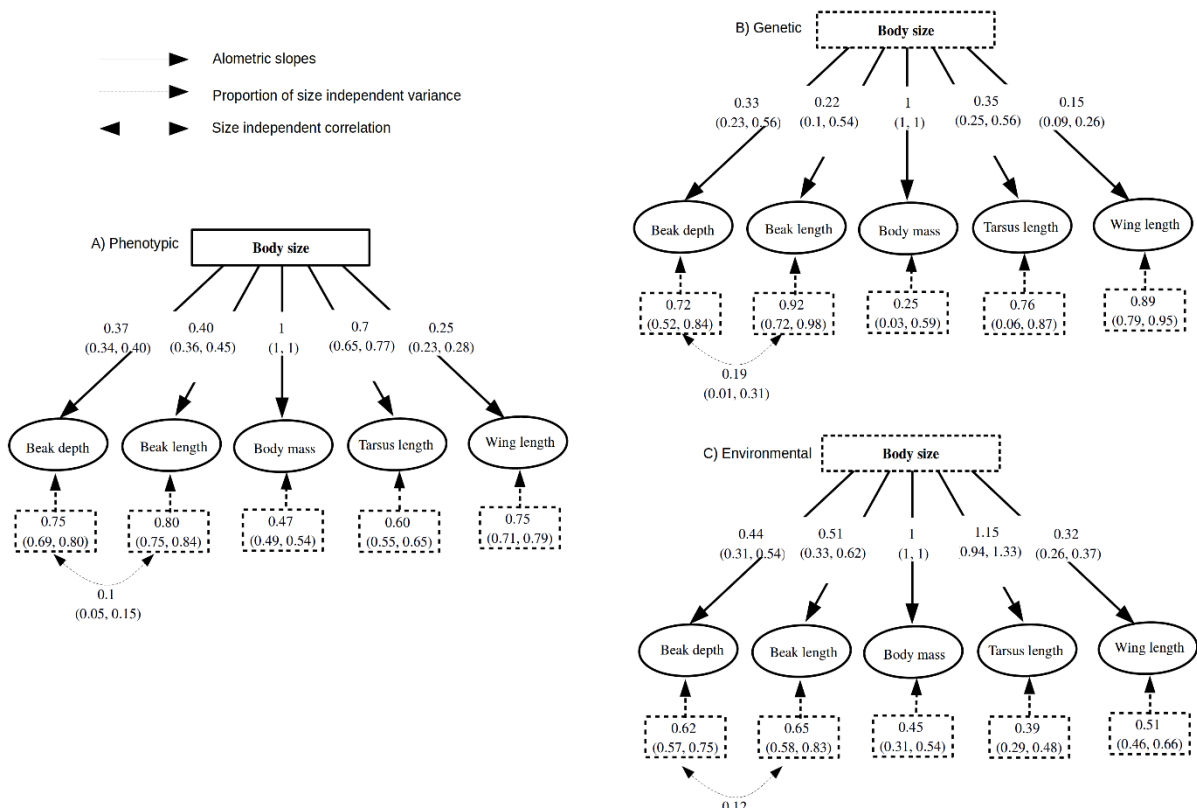 Alometric slopes
Proportion of size independent variance
Size independent correlation
A) Phenotypic
Body size
0.37 0.40 1 0.7 0.25
(0.34, 0.40) (0.36, 0.45) (1, 1) (0.65, 0.77) (0.23, 0.28)
Beak depth Beak length Body mass Tarsus length Wing length
0.75 0.80 0.47 0.60 0.75
(0.69, 0.80) (0.75, 0.84) (0.49, 0.54) (0.55, 0.65) (0.71, 0.79)
0.1
(0.05, 0.15)
B) Genetic
Body size
0.33 0.22 1 0.35 0.15
(0.23, 0.56) (0.1, 0.54) (1, 1) (0.25, 0.56) (0.09, 0.26)
Beak depth Beak length Body mass Tarsus length Wing length
0.72 0.92 0.25 0.76 0.89
(0.52, 0.84) (0.72, 0.98) (0.03, 0.59) (0.06, 0.87) (0.79, 0.95)
0.19
(0.01, 0.31)
C) Environmental
Body size
0.44 0.51 1 1.15 0.32
(0.31, 0.54) (0.33, 0.62) (1, 1) 0.94, 1.33) (0.26, 0.37)
Beak depth Beak length Body mass Tarsus length Wing length
0.62 0.65 0.45 0.39 0.51
(0.57, 0.75) (0.58, 0.83) (0.31, 0.54) (0.29, 0.48) (0.46, 0.66)
0.12